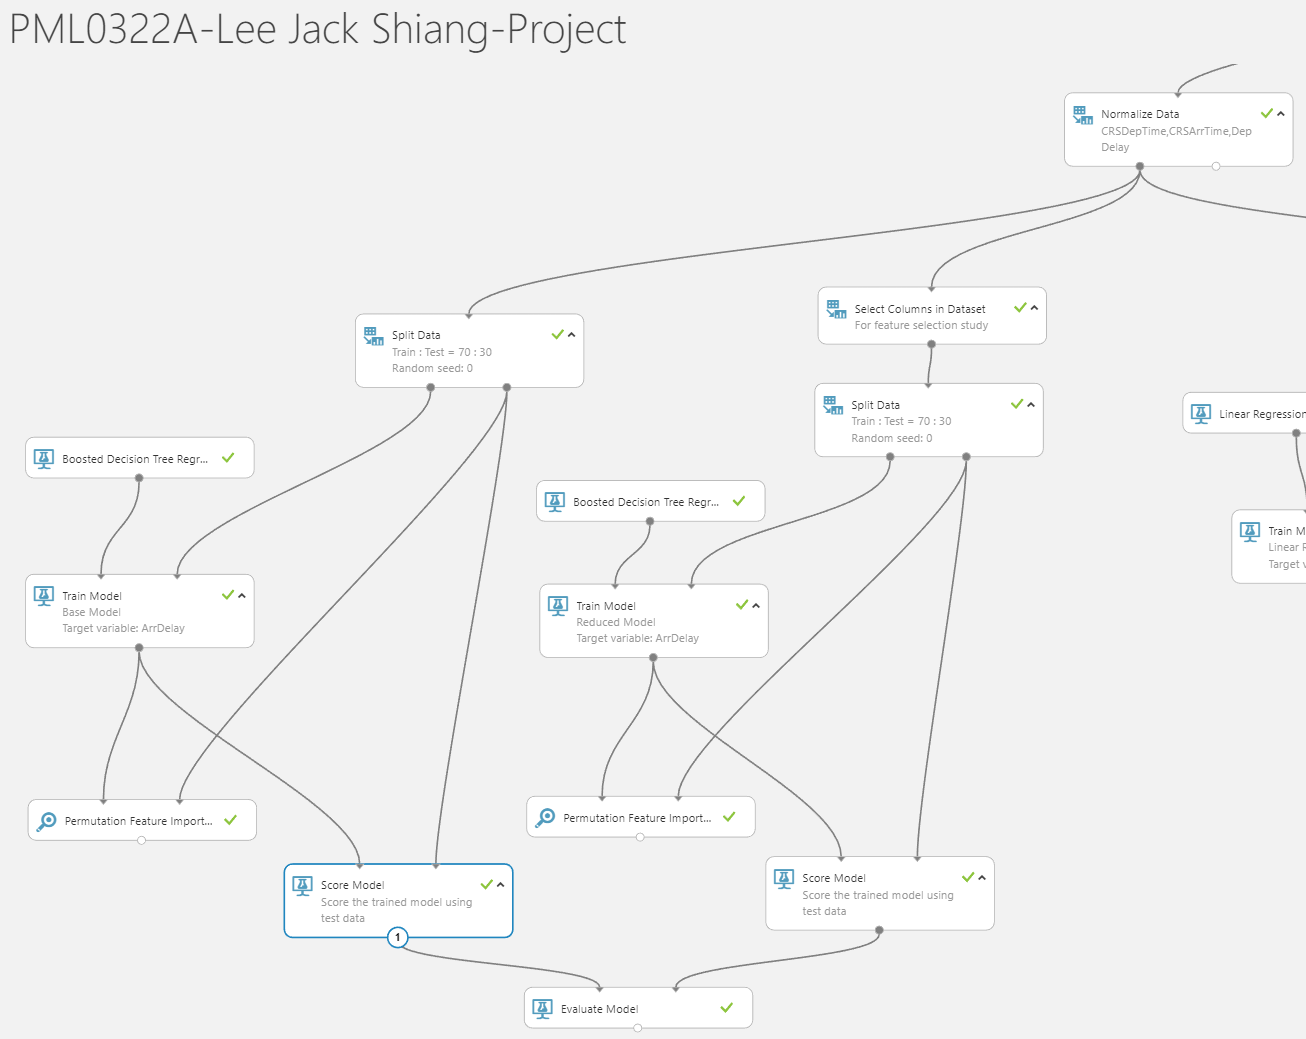 PML0322A-Lee Jack Shiang-Project
Normalize Data
CRSDepTime,CRSArrTime,Dep
Delay
Select Columns in Dataset
For feature selection study
Split Data
Train : Test = 70 : 30
Random seed: 0
Split Data
Train : Test = 70 : 30
Random seed: 0
Linear Regression
Boosted Decision Tree Regr...
Boosted Decision Tree Regr...
Train M
Linear R
Target v
Train Model
Base Model
Target variable: ArrDelay
Train Model
Reduced Model
Target variable: ArrDelay
Permutation Feature Import...
Permutation Feature Import...
Score Model
Score the trained model using
test data
1
Score Model
Score the trained model using
test data
Evaluate Model